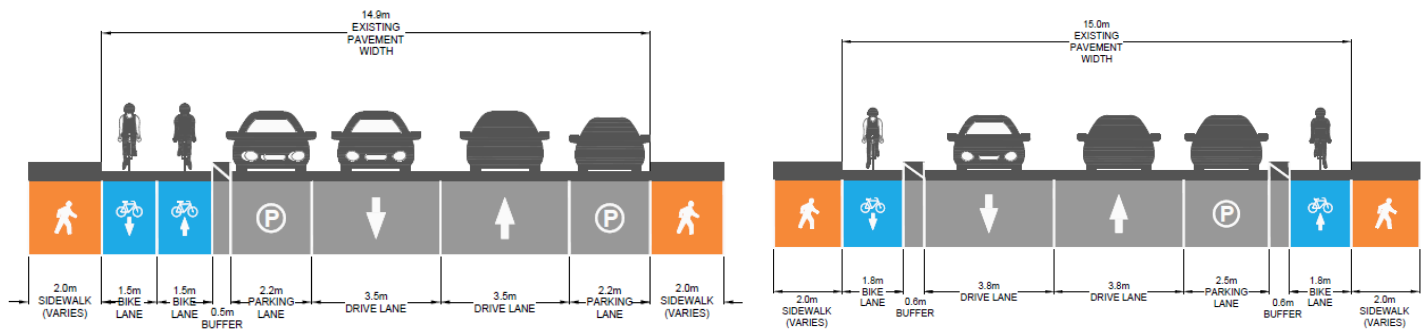 14.9m
EXISTING
PAVEMENT
WIDTH
P
P
2.0m
SIDEWALK
(VARIES)
1.5m
BIKE
LANE
1.5m
BIKE
LANE
0.5m
BUFFER
2.2m
PARKING
LANE
3.5m
DRIVE LANE
3.5m
DRIVE LANE
2.2m
PARKING
LANE
2.0m
SIDEWALK
(VARIES)
15.0m
EXISTING
PAVEMENT
WIDTH
P
2.0m
SIDEWALK
(VARIES)
1.8m
BIKE
LANE
0.6m
BUFFER
3.8m
DRIVE LANE
3.8m
DRIVE LANE
2.5m
PARKING
LANE
0.6m
BUFFER
1.8m
BIKE
LANE
2.0m
SIDEWALK
(VARIES)